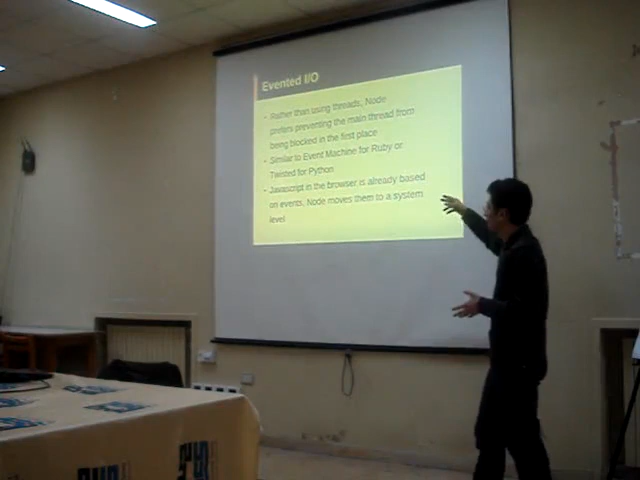 Evented I/O
- Rather than using threads, Node
prefers preventing the main thread from
being blocked in the first place
- Similar to Event Machine for Ruby or
Twisted for Python
- Javascript in the browser is already based
on events, Node moves them to a system
level